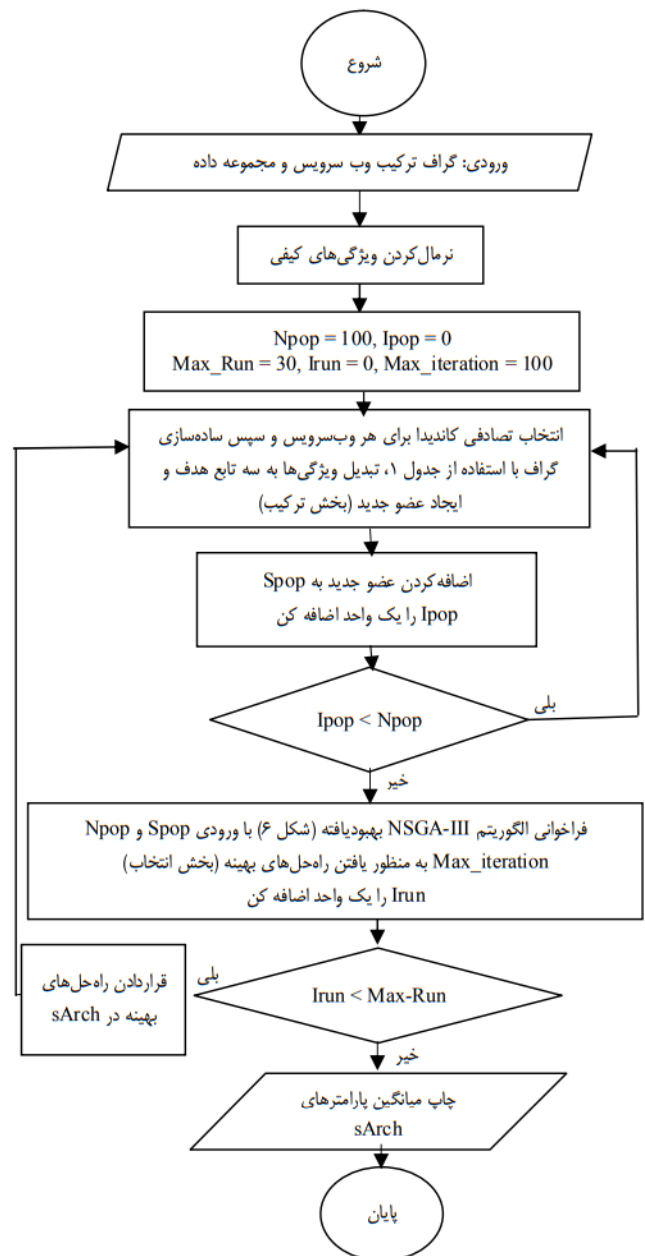 شروع
ورودی: گراف ترکیب وب سرویس و مجموعه داده
نرمال‌کردن ویژگی‌های کیفی
Npop = 100, Ipop = 0
Max_Run = 30, Irun = 0, Max_iteration = 100
انتخاب تصادفی کاندیدا برای هر وب‌سرویس و سپس ساده‌سازی
گراف با استفاده از جدول ۱، تبدیل ویژگی‌ها به سه تابع هدف و
ایجاد عضو جدید (بخش ترکیب)
اضافه‌کردن عضو جدید به Spop
Ipop را یک واحد اضافه کن
Ipop < Npop
بلی
خیر
فراخوانی الگوریتم NSGA-III بهبودیافته (شکل ۶) با ورودی Spop و Npop
Max_iteration به منظور یافتن راه‌حل‌های بهینه (بخش انتخاب)
Irun را یک واحد اضافه کن
Irun < Max-Run
بلی
قراردادن راه‌حل‌های
بهینه در sArch
خیر
چاپ میانگین پارامترهای
sArch
پایان